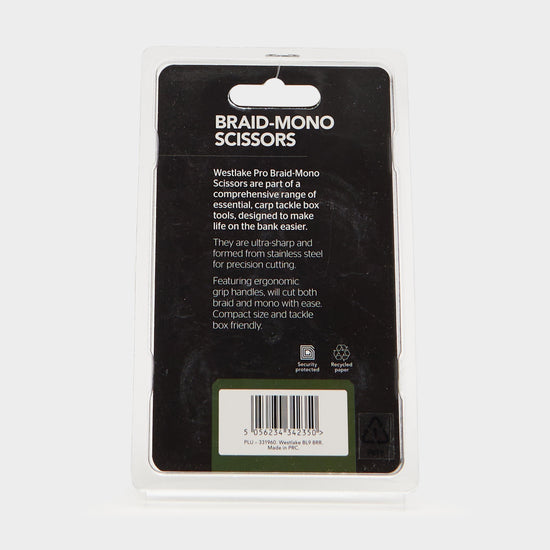 BRAID-MONO
SCISSORS
Westlake Pro Braid-Mono
Scissors are part of a
comprehensive range of
essential, carp tackle box
tools, designed to make
life on the bank easier.
They are ultra-sharp and
formed from stainless steel
for precision cutting.
Featuring ergonomic
grip handles, will cut both
braid and mono with ease.
Compact size and tackle
box friendly.
Security
protected
Recycled
paper
5 056234 342350 >
PLU - 331960. Westlake BL9 8RR.
Made in PRC.